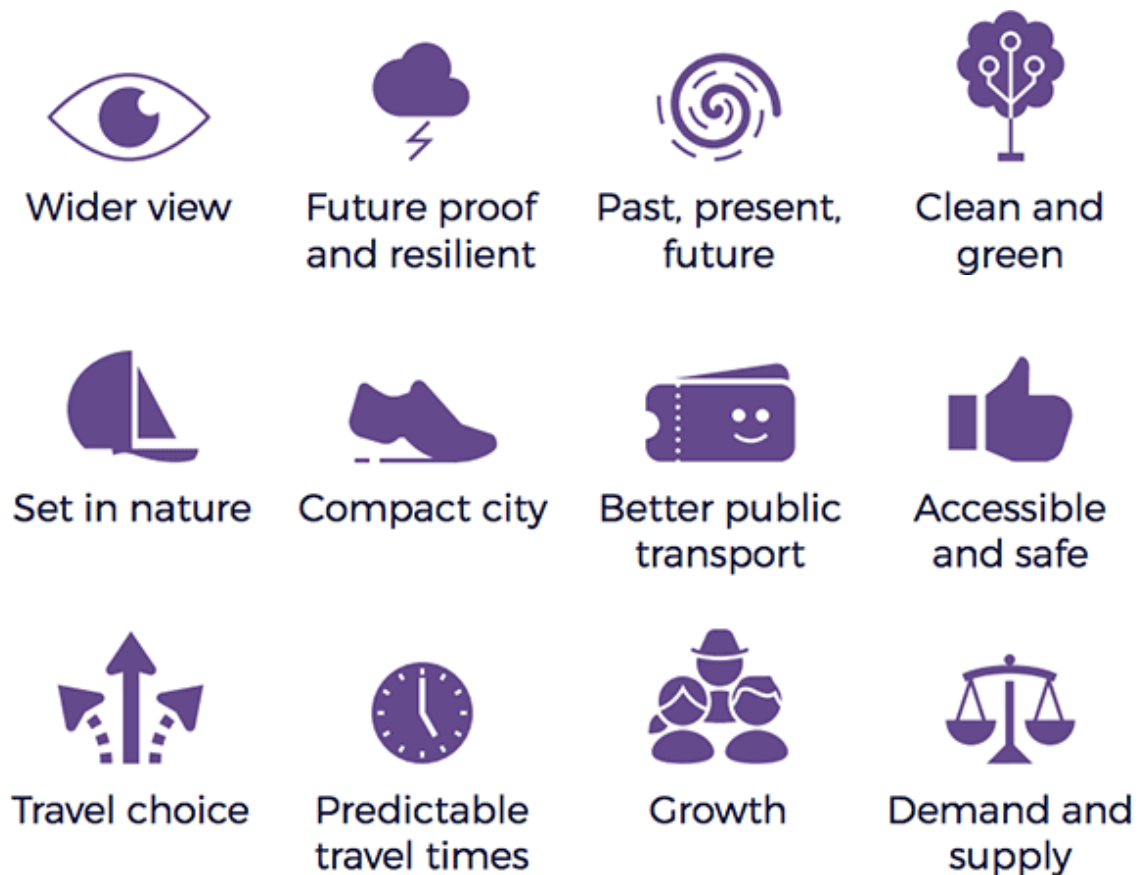 Wider view
Future proof
and resilient
Past, present,
future
Clean and
green
Set in nature
Compact city
Better public
transport
Accessible
and safe
Travel choice
Predictable
travel times
Growth
Demand and
supply